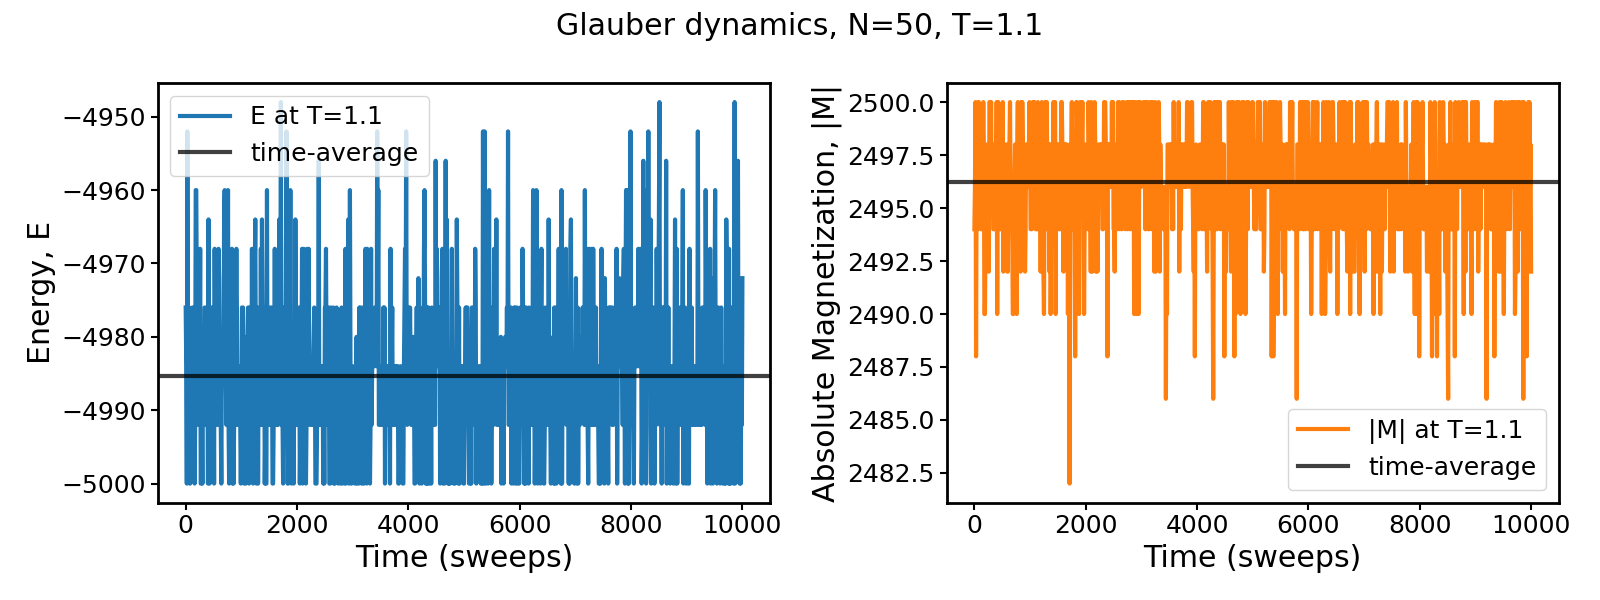 Glauber dynamics, N=50, T=1.1
Energy, E
−4950
−4960
−4970
−4980
−4990
−5000
E at T=1.1
time-average
0
2000
4000
6000
8000
10000
Time (sweeps)
Absolute Magnetization, |M|
2500.0
2497.5
2495.0
2492.5
2490.0
2487.5
2485.0
2482.5
|M| at T=1.1
time-average
0
2000
4000
6000
8000
10000
Time (sweeps)